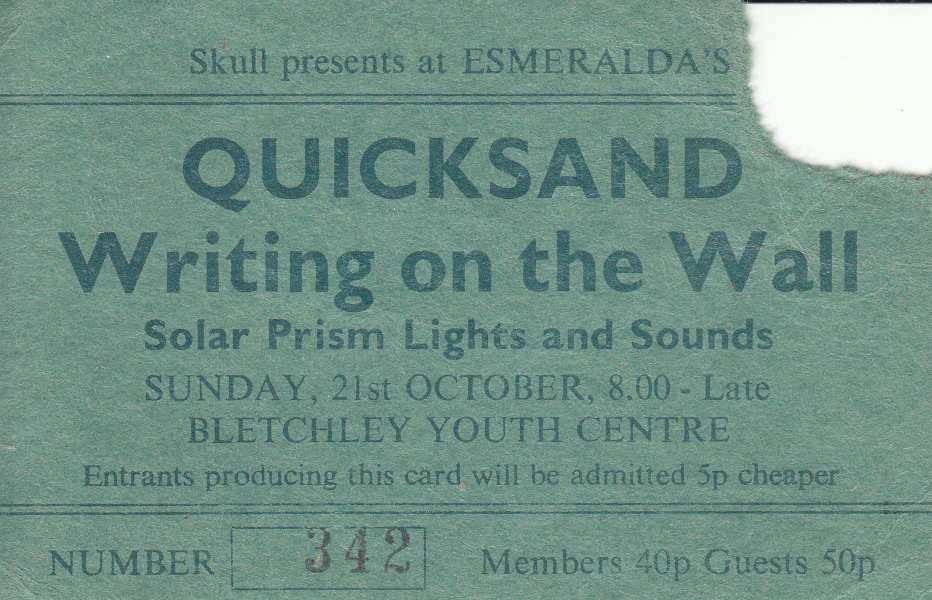 Skull presents at ESMERALDA'S
QUICKSAND
Writing on the Wall
Solar Prism Lights and Sounds
SUNDAY, 21st OCTOBER, 8.00 - Late
BLETCHLEY YOUTH CENTRE
Entrants producing this card will be admitted 5p cheaper
NUMBER 342 Members 40p Guests 50p